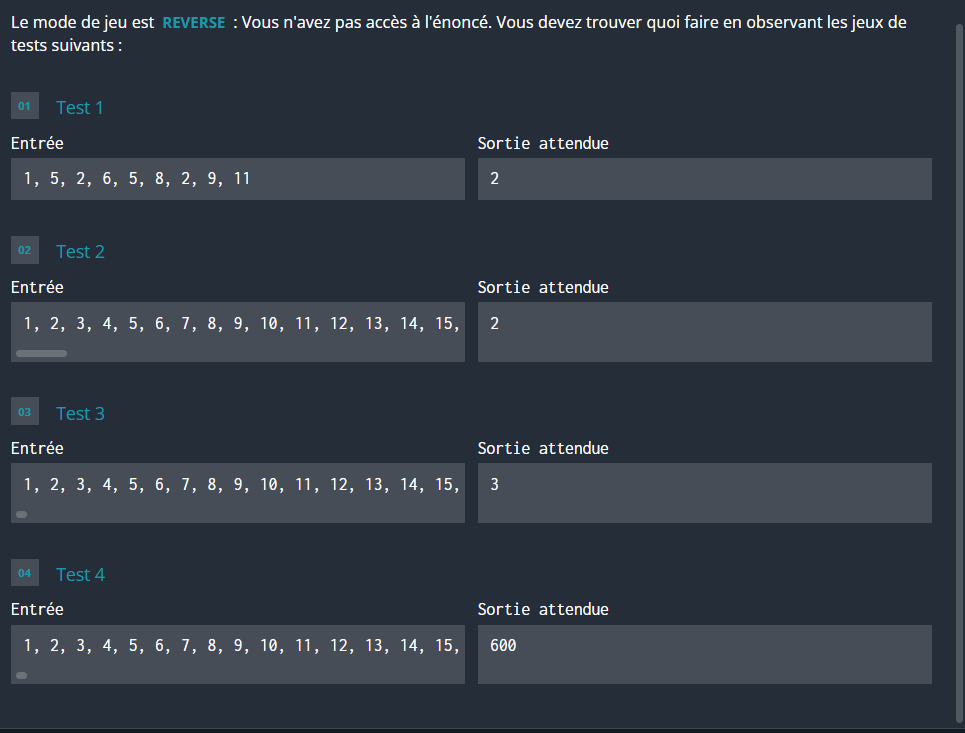 Le mode de jeu est REVERSE : Vous n'avez pas accès à l'énoncé. Vous devez trouver quoi faire en observant les jeux de
tests suivants :
01 Test 1
Entrée Sortie attendue
1, 5, 2, 6, 5, 8, 2, 9, 11 2
02 Test 2
Entrée Sortie attendue
1, 2, 3, 4, 5, 6, 7, 8, 9, 10, 11, 12, 13, 14, 15, 2
03 Test 3
Entrée Sortie attendue
1, 2, 3, 4, 5, 6, 7, 8, 9, 10, 11, 12, 13, 14, 15, 3
04 Test 4
Entrée Sortie attendue
1, 2, 3, 4, 5, 6, 7, 8, 9, 10, 11, 12, 13, 14, 15, 600